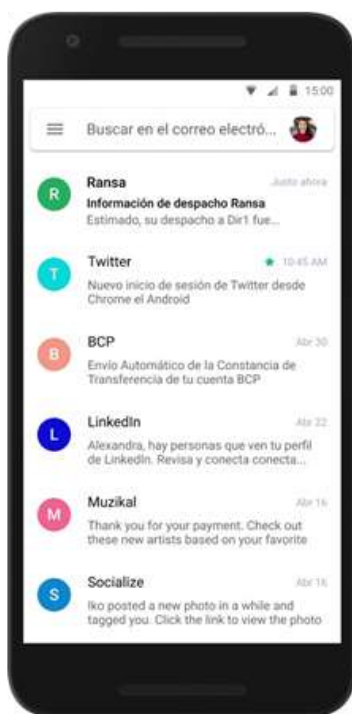 15:00
Buscar en el correo electró...
R
Ransa
Justo ahora
Información de despacho Ransa
Estimado, su despacho a Dir1 fue...
T
Twitter
10:45 AM
Nuevo inicio de sesión de Twitter desde
Chrome el Android
B
BCP
Abr 30
Envío Automático de la Constancia de
Transferencia de tu cuenta BCP
L
LinkedIn
Abr 22
Alexandra, hay personas que ven tu perfil
de LinkedIn. Revisa y conecta conecta...
M
Muzikal
Abr 16
Thank you for your payment. Check out
these new artists based on your favorite
S
Socialize
Abr 16
Iko posted a new photo in a while and
tagged you. Click the link to view the photo